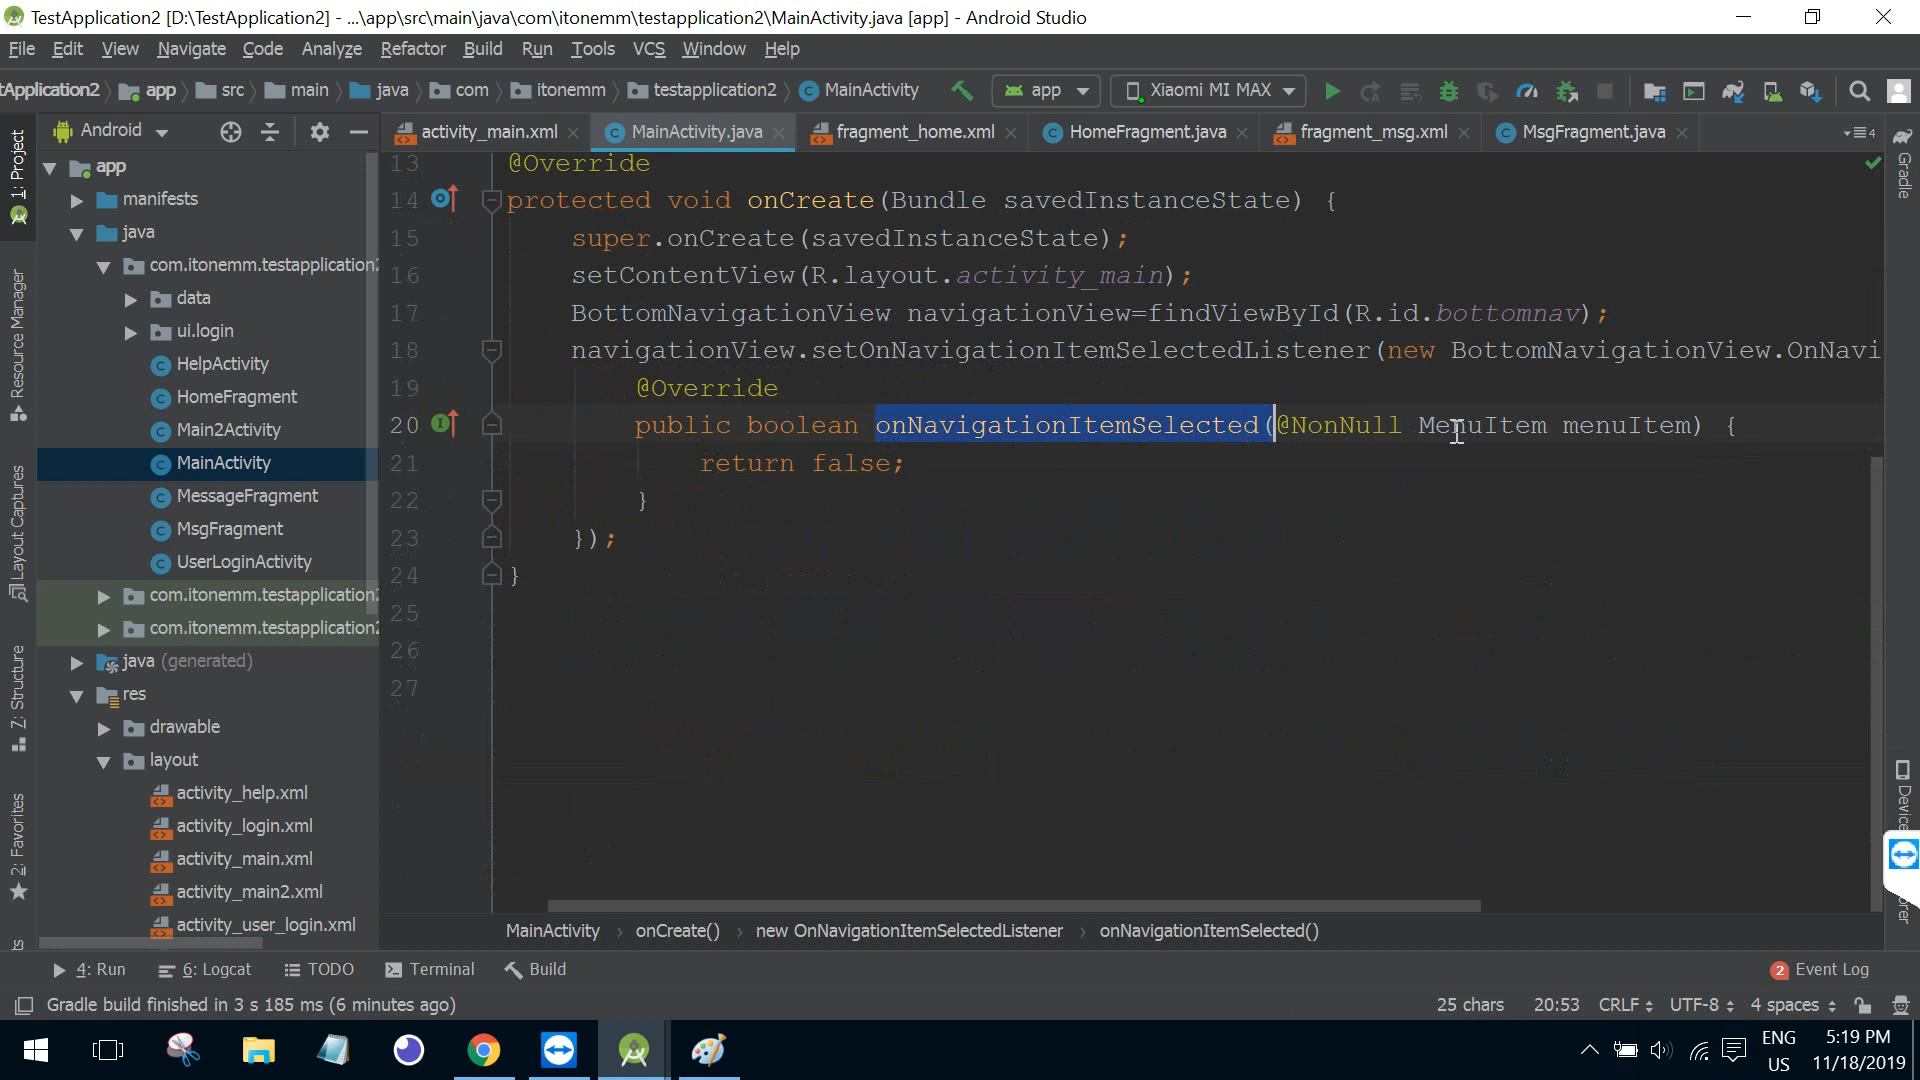 TestApplication2 [D:\TestApplication2] - ...\app\src\main\java\com\itonemm\testapplication2\MainActivity.java [app] - Android Studio
File Edit View Navigate Code Analyze Refactor Build Run Tools VCS Window Help
tApplication2 app src main java com itonemm testapplication2 MainActivity app Xiaomi MI MAX
1: Project
Resource Manager
Layout Captures
Z: Structure
2: Favorites
Android
app
manifests
java
com.itonemm.testapplication2
data
ui.login
HelpActivity
HomeFragment
Main2Activity
MainActivity
MessageFragment
MsgFragment
UserLoginActivity
com.itonemm.testapplication2
com.itonemm.testapplication2
java (generated)
res
drawable
layout
activity_help.xml
activity_login.xml
activity_main.xml
activity_main2.xml
activity_user_login.xml
activity_main.xml MainActivity.java fragment_home.xml HomeFragment.java fragment_msg.xml MsgFragment.java 4
13 @Override
14 protected void onCreate(Bundle savedInstanceState) {
15 super.onCreate(savedInstanceState);
16 setContentView(R.layout.activity_main);
17 BottomNavigationView navigationView=findViewById(R.id.bottomnav);
18 navigationView.setOnNavigationItemSelectedListener(new BottomNavigationView.OnNavi
19 @Override
20 public boolean onNavigationItemSelected(@NonNull MenuItem menuItem) {
21 return false;
22 }
23 });
24 }
25
26
27
Gradle
Device
orer
MainActivity onCreate() new OnNavigationItemSelectedListener onNavigationItemSelected()
4: Run 6: Logcat TODO Terminal Build 2 Event Log
Gradle build finished in 3 s 185 ms (6 minutes ago) 25 chars 20:53 CRLF UTF-8 4 spaces
ENG
US
5:19 PM
11/18/2019